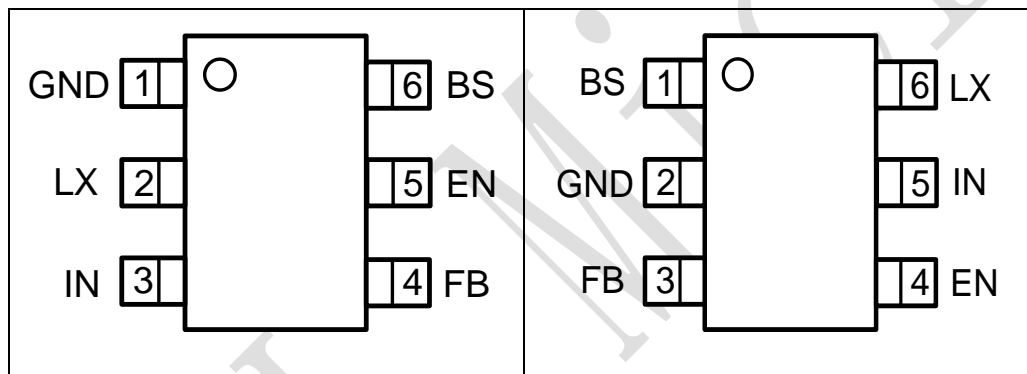 GND 1 6 BS
LX 2 5 EN
IN 3 4 FB
BS 1 6 LX
GND 2 5 IN
FB 3 4 EN